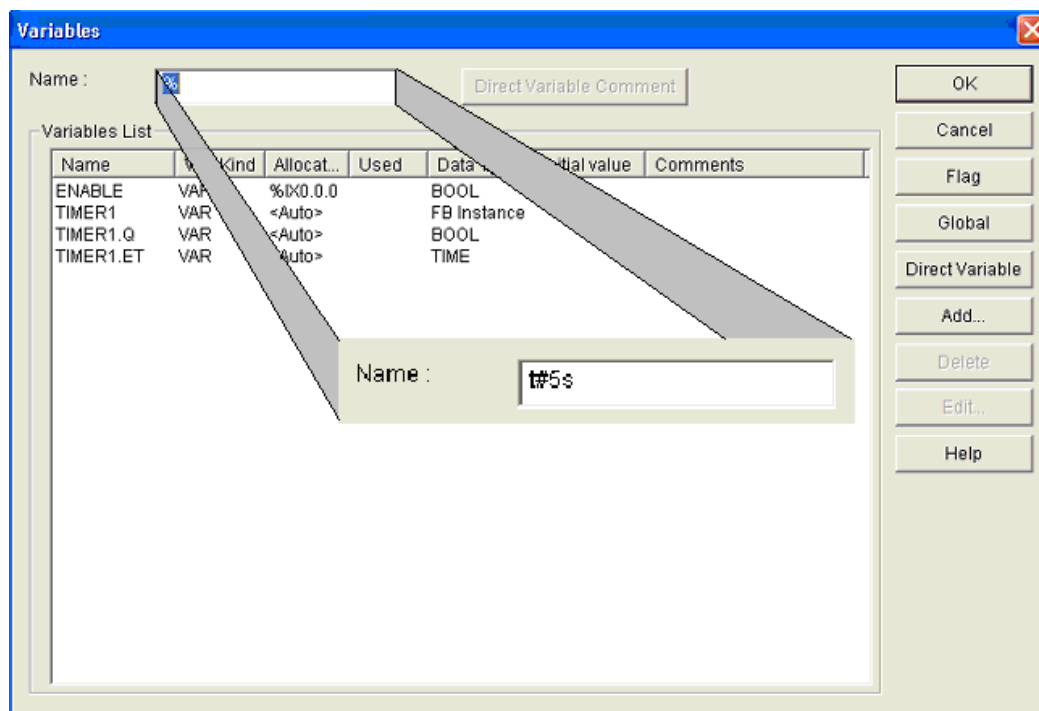 Variables
Name :
%
Direct Variable Comment
OK
Variables List
Cancel
Name Kind Allocat... Used Data value Comments
Flag
ENABLE VAR %IX0.0.0 BOOL
TIMER1 VAR <Auto> FB Instance
Global
TIMER1.Q VAR <Auto> BOOL
TIMER1.ET VAR <Auto> TIME
Direct Variable
Add...
Name : t#5s
Delete
Edit...
Help